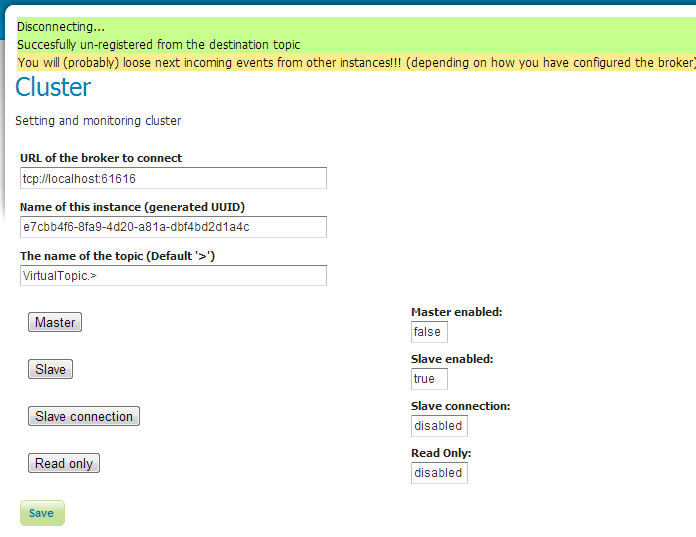 Disconnecting...
Succesfully un-registered from the destination topic
You will (probably) loose next incoming events from other instances!!! (depending on how you have configured the broker)
Cluster
Setting and monitoring cluster
URL of the broker to connect
tcp://localhost:61616
Name of this instance (generated UUID)
e7cbb4f6-8fa9-4d20-a81a-dbf4bd2d1a4c
The name of the topic (Default '>')
VirtualTopic.>
Master
Master enabled:
false
Slave
Slave enabled:
true
Slave connection
Slave connection:
disabled
Read only
Read Only:
disabled
Save